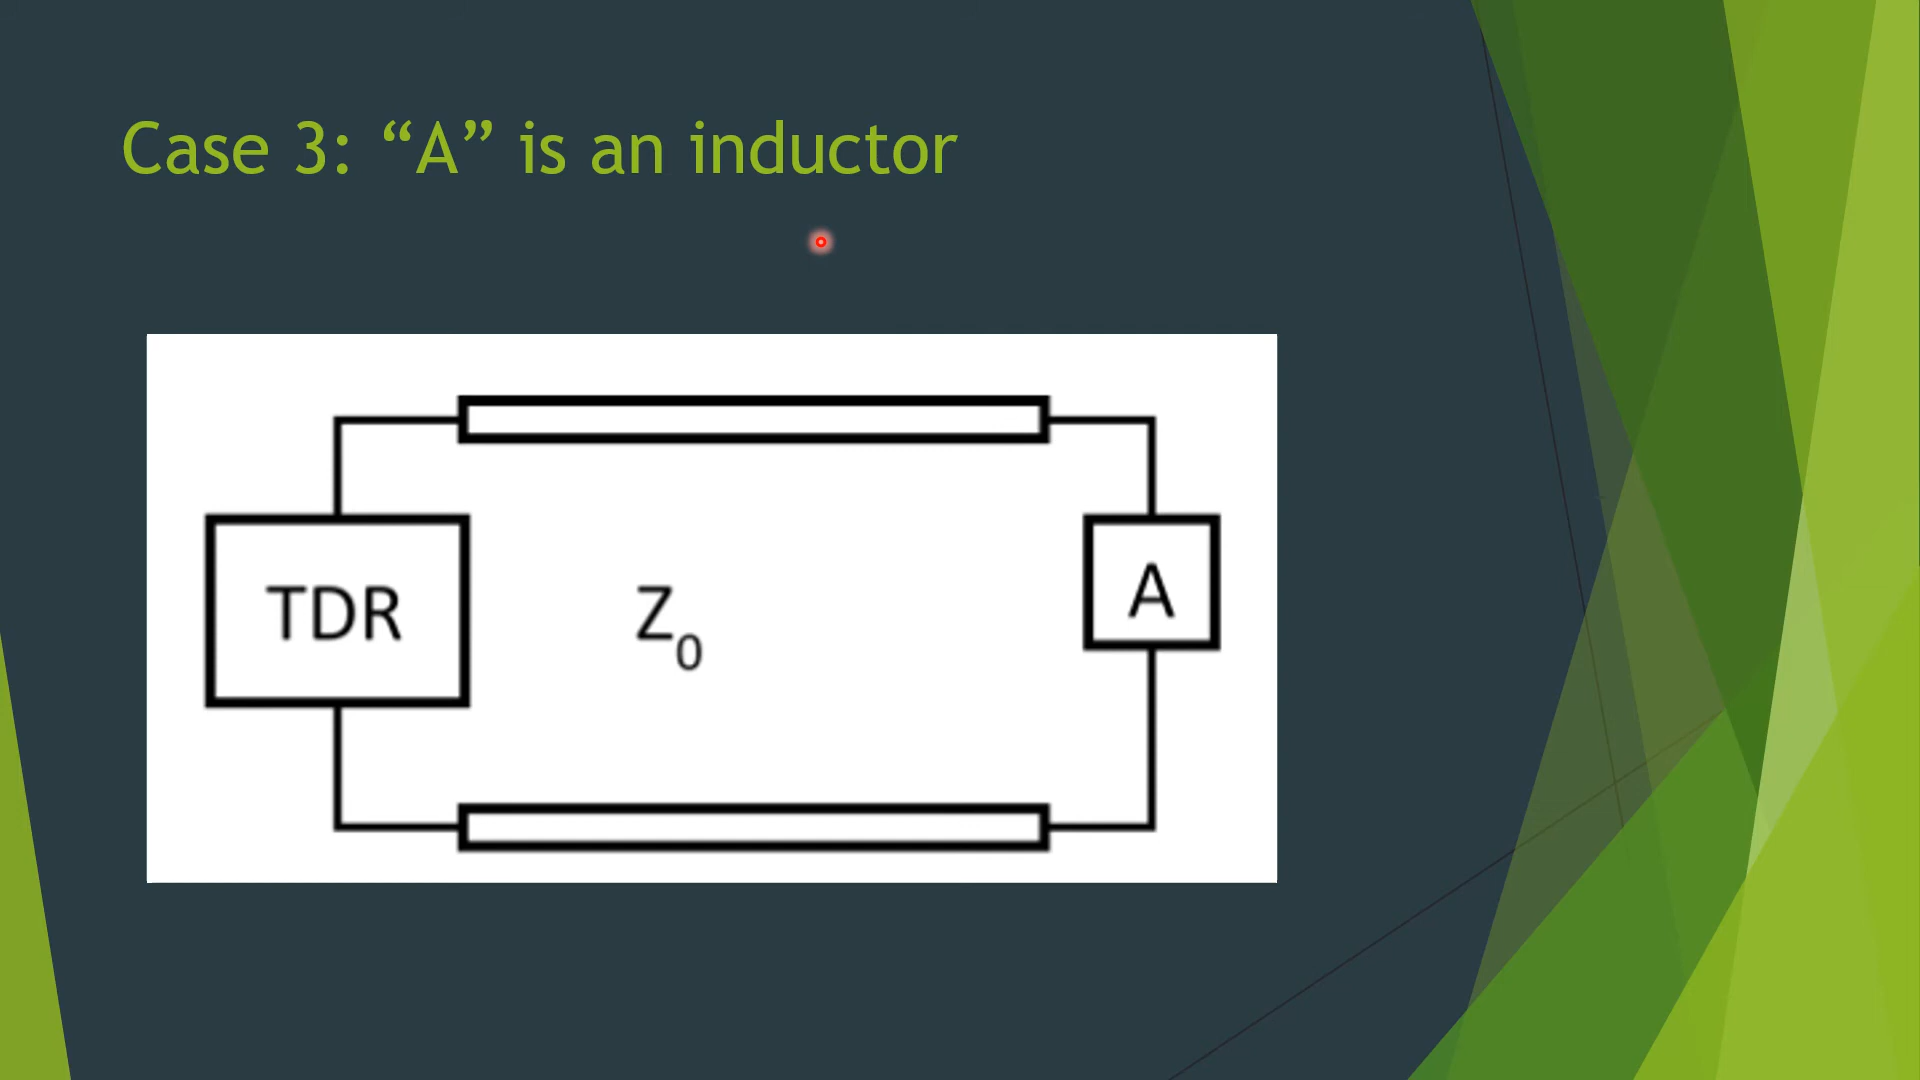 Case 3: “A” is an inductor
TDR
Z0
A